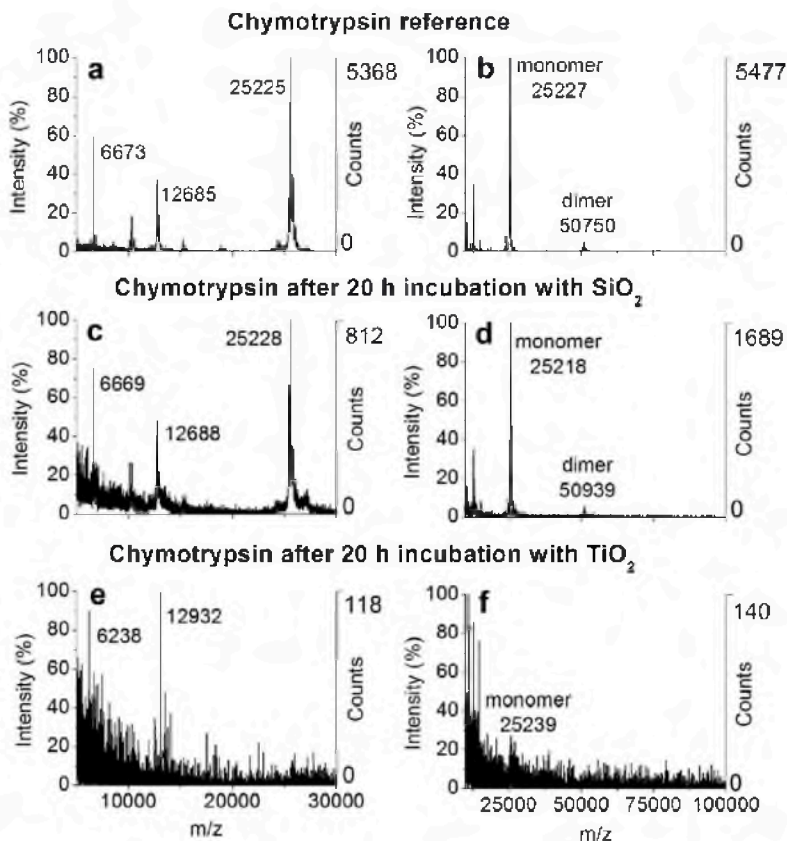 Chymotrypsin reference
a
b
Intensity (%)
100
80
60
40
20
0
6673
12685
25225
5368
Counts
0
Intensity (%)
100
80
60
40
20
0
monomer
25227
dimer
50750
5477
Counts
0
Chymotrypsin after 20 h incubation with SiO₂
c
d
Intensity (%)
100
80
60
40
20
0
6669
12688
25228
812
Counts
0
Intensity (%)
100
80
60
40
20
0
monomer
25218
dimer
50939
1689
Counts
0
Chymotrypsin after 20 h incubation with TiO₂
e
f
Intensity (%)
100
80
60
40
20
0
6238
12932
118
Counts
0
10000
20000
30000
m/z
Intensity (%)
100
80
60
40
20
0
monomer
25239
140
Counts
0
25000
50000
75000
100000
m/z